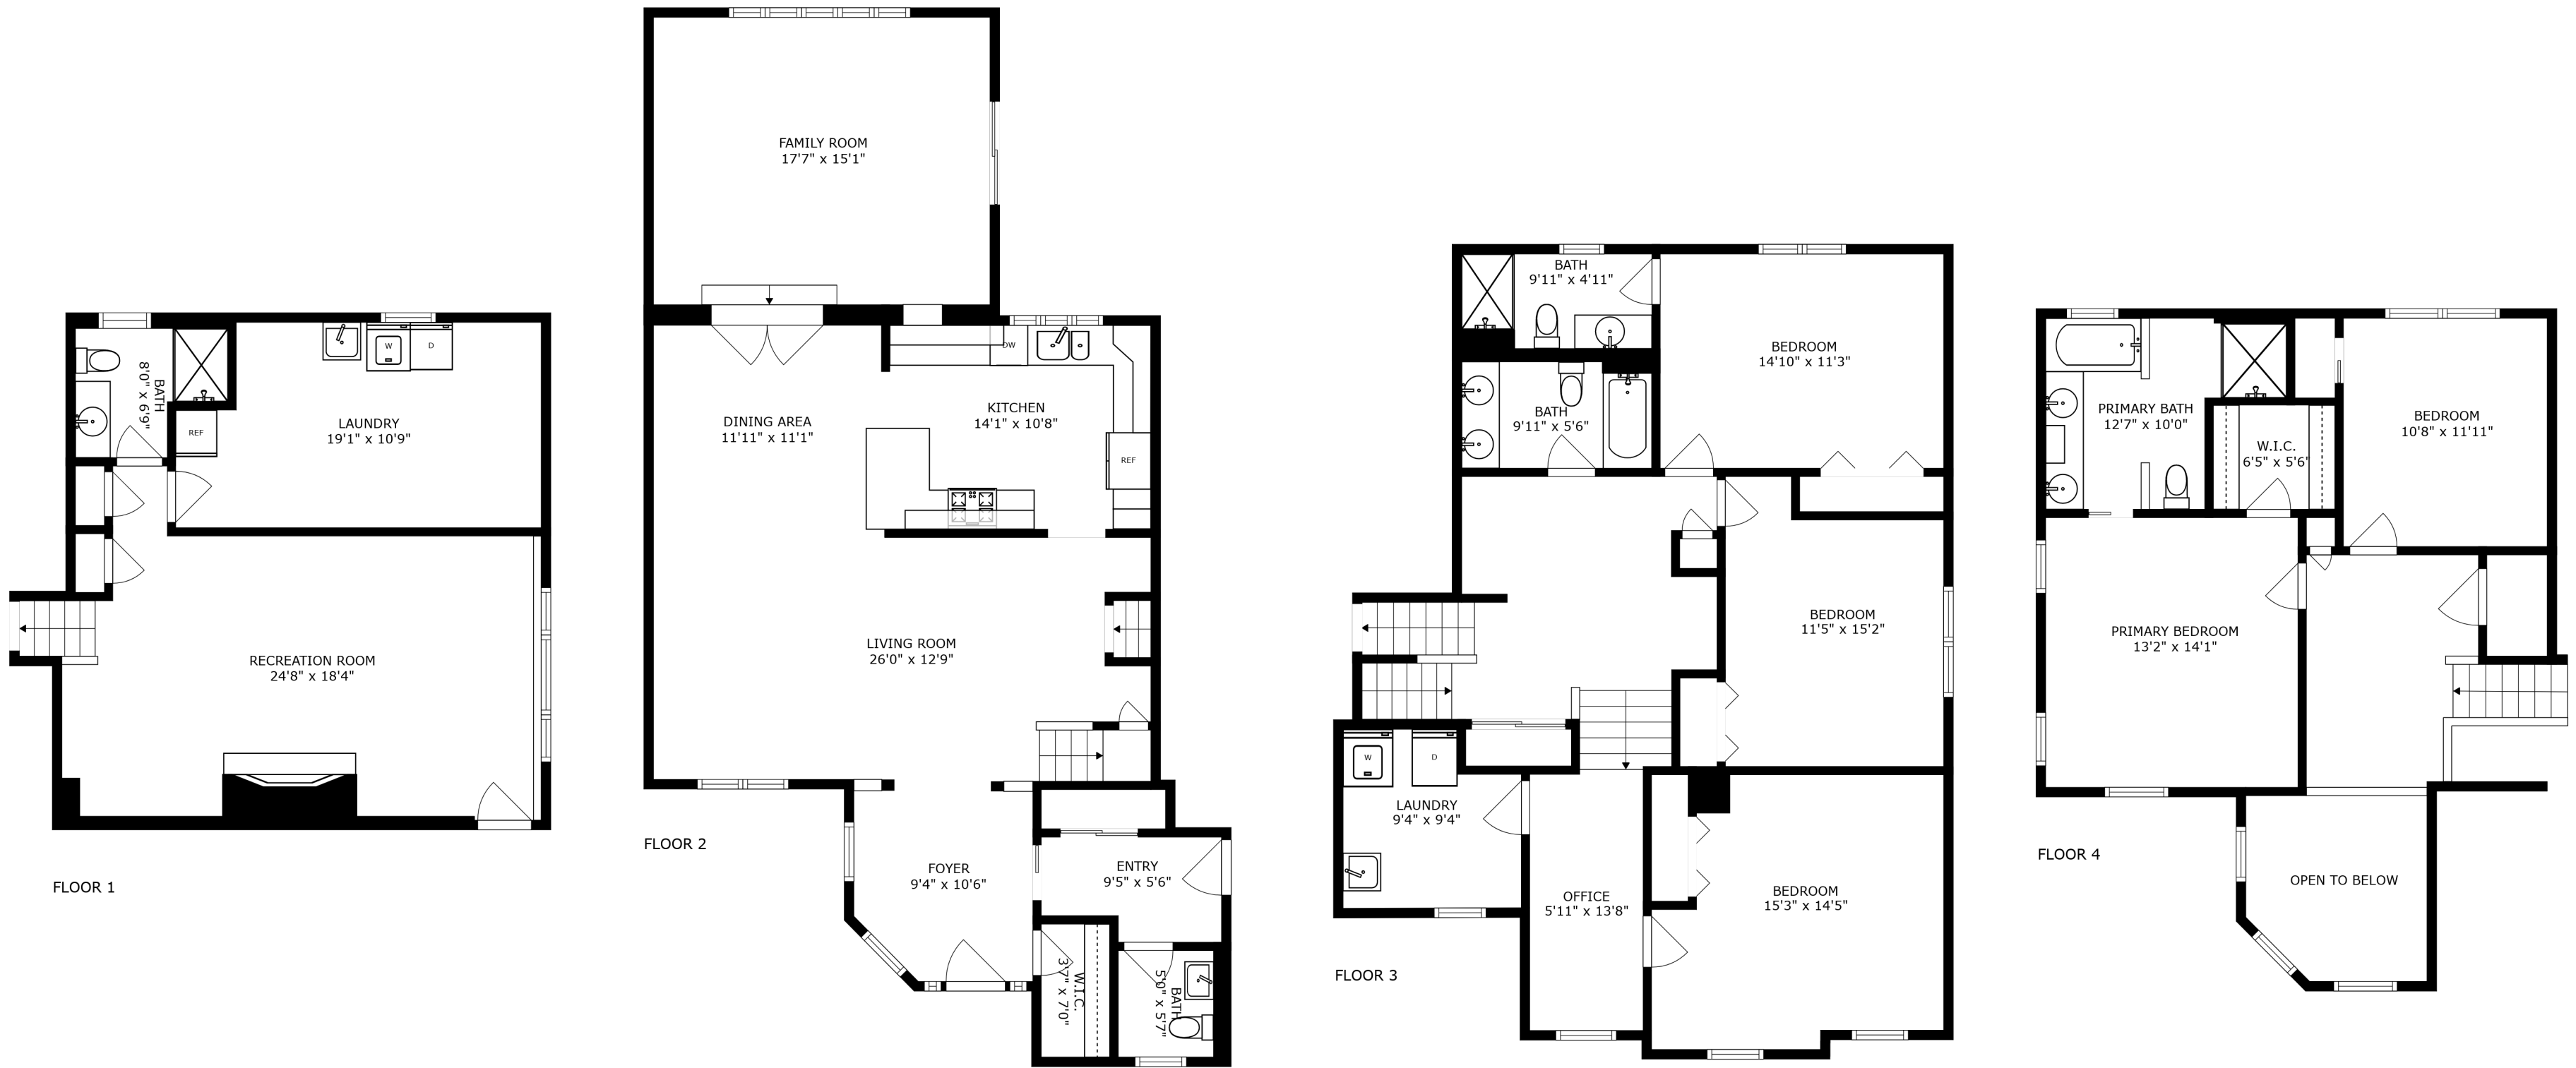 BATH
8'0" x 6'9"
REF
W
D
LAUNDRY
19'1" x 10'9"
RECREATION ROOM
24'8" x 18'4"
FLOOR 1
FAMILY ROOM
17'7" x 15'1"
DW
DINING AREA
11'11" x 11'1"
KITCHEN
14'1" x 10'8"
REF
LIVING ROOM
26'0" x 12'9"
FLOOR 2
FOYER
9'4" x 10'6"
ENTRY
9'5" x 5'6"
W.I.C.
3'7" x 7'0"
BATH
5'0" x 5'7"
BATH
9'11" x 4'11"
BEDROOM
14'10" x 11'3"
BATH
9'11" x 5'6"
BEDROOM
11'5" x 15'2"
W
D
LAUNDRY
9'4" x 9'4"
OFFICE
5'11" x 13'8"
BEDROOM
15'3" x 14'5"
FLOOR 3
PRIMARY BATH
12'7" x 10'0"
W.I.C.
6'5" x 5'6"
BEDROOM
10'8" x 11'11"
PRIMARY BEDROOM
13'2" x 14'1"
FLOOR 4
OPEN TO BELOW